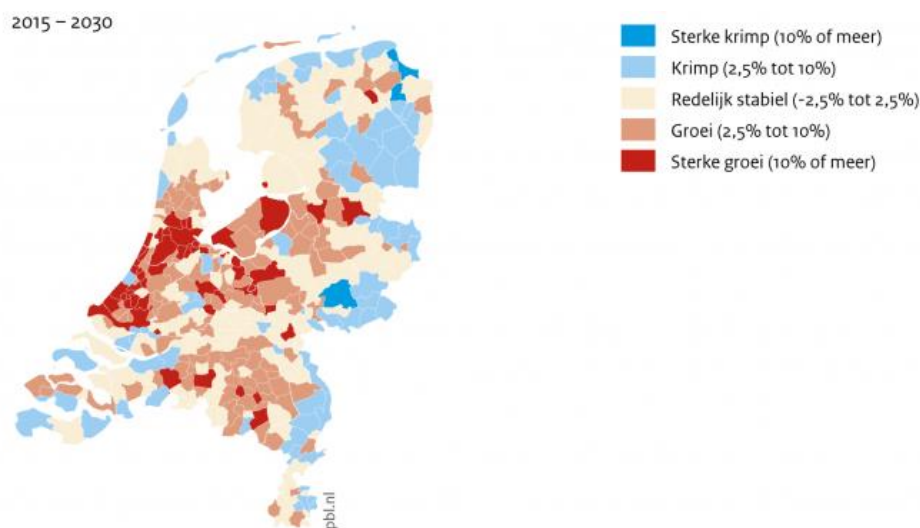 2015 – 2030
Sterke krimp (10% of meer)
Krimp (2,5% tot 10%)
Redelijk stabiel (-2,5% tot 2,5%)
Groei (2,5% tot 10%)
Sterke groei (10% of meer)
pbl.nl